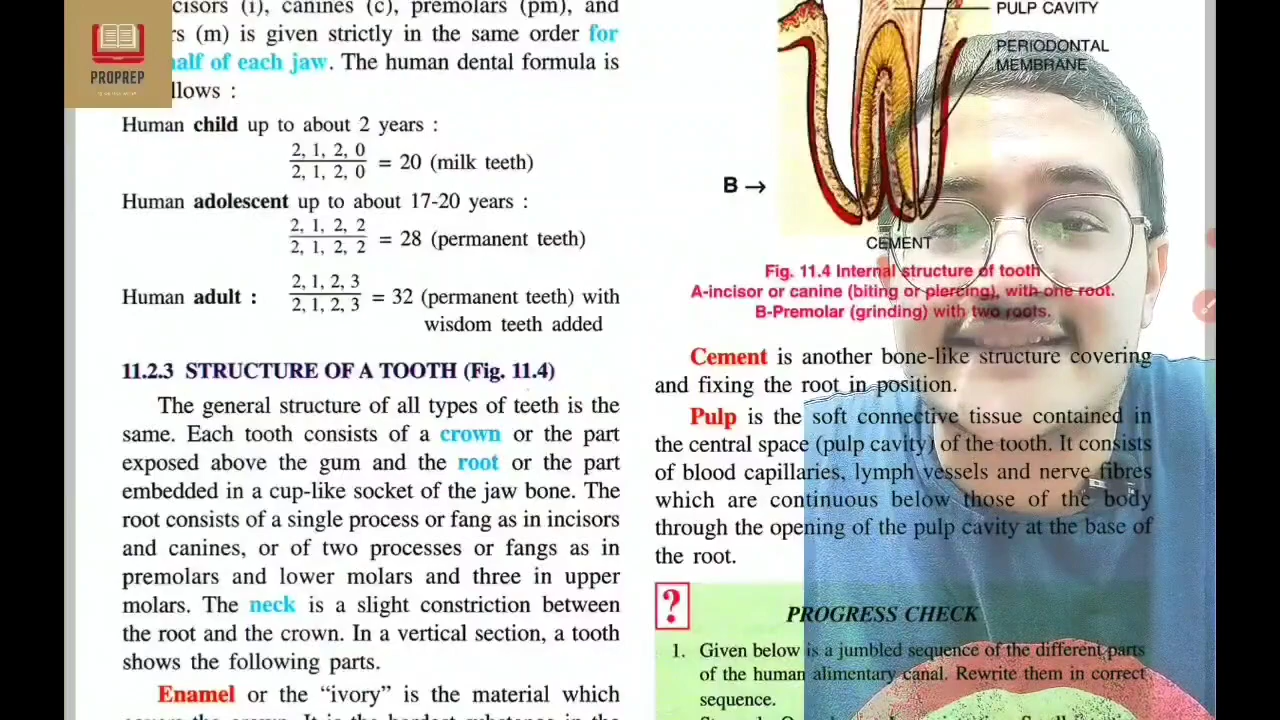 cisors (i), canines (c), premolars (pm), and
rs (m) is given strictly in the same order for
half of each jaw. The human dental formula is
llows :
Human child up to about 2 years :
2, 1, 2, 0
2, 1, 2, 0
= 20 (milk teeth)
Human adolescent up to about 17-20 years :
2, 1, 2, 2
2, 1, 2, 2
= 28 (permanent teeth)
Human adult :
2, 1, 2, 3
2, 1, 2, 3
= 32 (permanent teeth) with
wisdom teeth added
11.2.3 STRUCTURE OF A TOOTH (Fig. 11.4)
The general structure of all types of teeth is the
same. Each tooth consists of a crown or the part
exposed above the gum and the root or the part
embedded in a cup-like socket of the jaw bone. The
root consists of a single process or fang as in incisors
and canines, or of two processes or fangs as in
premolars and lower molars and three in upper
molars. The neck is a slight constriction between
the root and the crown. In a vertical section, a tooth
shows the following parts.
Enamel or the “ivory” is the material which
PROPREP
PULP CAVITY
PERIODONTAL
MEMBRANE
B →
CEMENT
Fig. 11.4 Internal structure of tooth
A-incisor or canine (biting or piercing), with one root.
B-Premolar (grinding) with two roots.
Cement is another bone-like structure covering
and fixing the root in position.
Pulp is the soft connective tissue contained in
the central space (pulp cavity) of the tooth. It consists
of blood capillaries, lymph vessels and nerve fibres
which are continuous below those of the body
through the opening of the pulp cavity at the base of
the root.
?
PROGRESS CHECK
1. Given below is a jumbled sequence of the different parts
of the human alimentary canal. Rewrite them in correct
sequence.